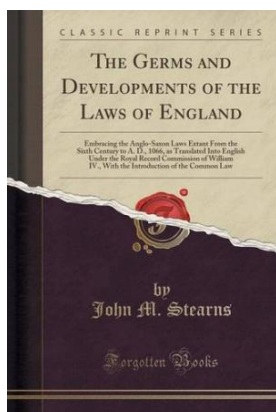 CLASSIC REPRINT SERIES
THE GERMS AND
DEVELOPMENTS OF THE
LAWS OF ENGLAND
Embracing the Anglo-Saxon Laws Extant From the
Sixth Century to A. D., 1066, as Translated Into English
Under the Royal Record Commission of William
IV., With the Introduction of the Common Law
by
John M. Stearns
Forgotten Books